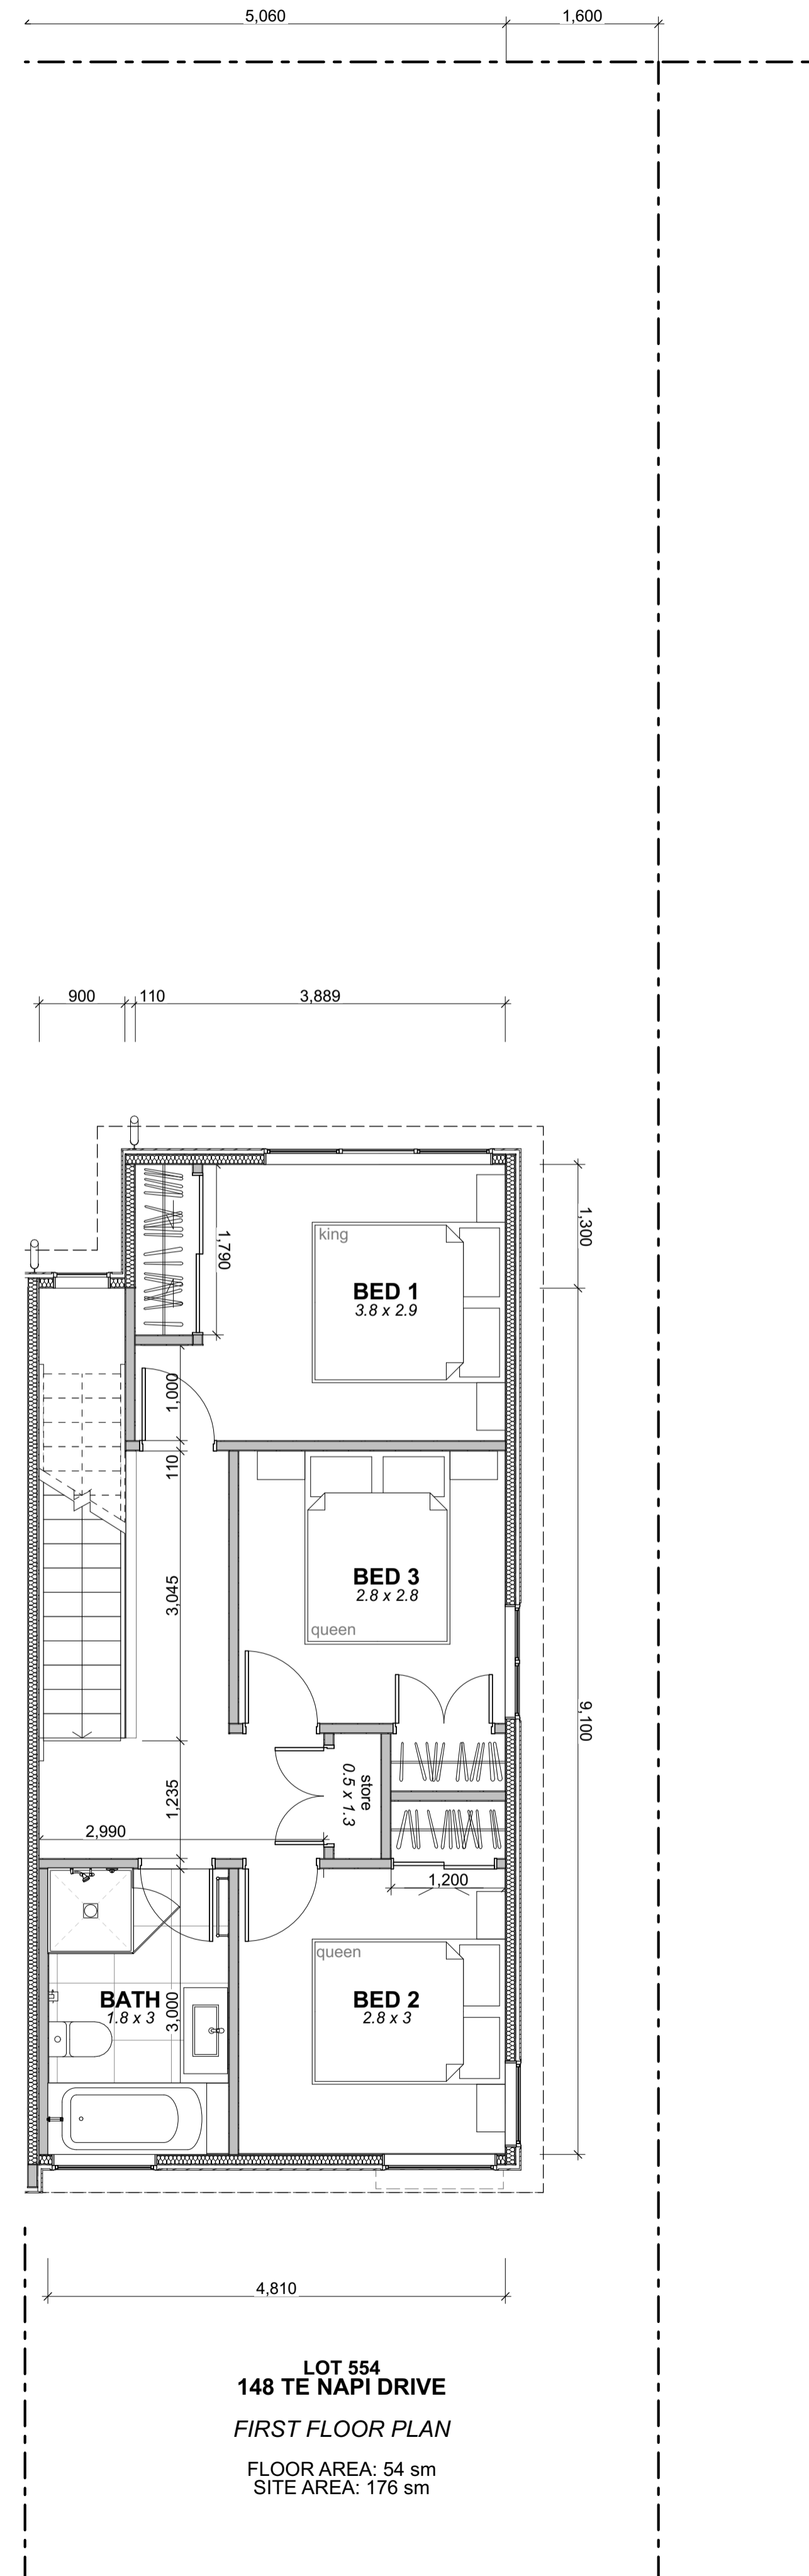 5,060
1,600
900
110
3,889
1,300
king
1,790
BED 1
3.8 x 2.9
1,000
110
BED 3
2.8 x 2.8
3,045
queen
9,100
store
0.5 x 1.3
1,235
2,990
1,200
queen
BATH
1.8 x 3
3,000
BED 2
2.8 x 3
4,810
LOT 554
148 TE NAPI DRIVE
FIRST FLOOR PLAN
FLOOR AREA: 54 sm
SITE AREA: 176 sm